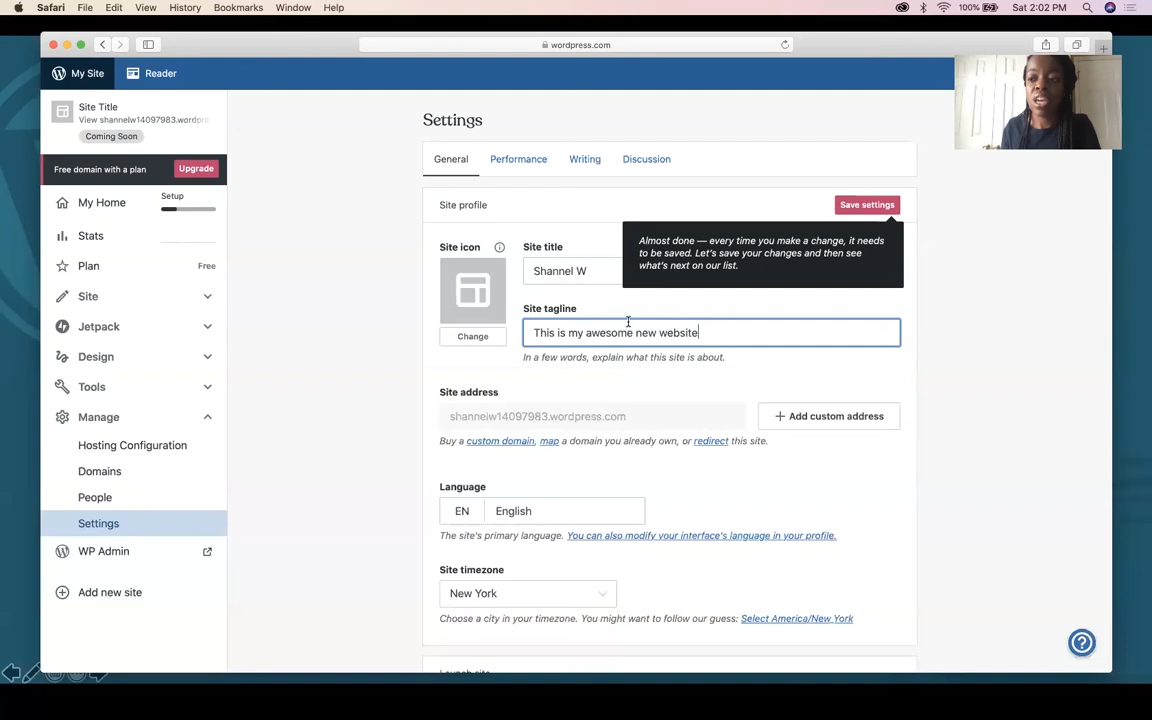 Safari File Edit View History Bookmarks Window Help 100% Sat 2:02 PM
wordpress.com
My Site Reader
Site Title
View shannelw14097983.wordpre
Coming Soon
Free domain with a plan Upgrade
My Home Setup
Stats
Plan Free
Site
Jetpack
Design
Tools
Manage
Hosting Configuration
Domains
People
Settings
WP Admin
Add new site
Settings
General Performance Writing Discussion
Site profile Save settings
Almost done — every time you make a change, it needs
to be saved. Let's save your changes and then see
what's next on our list.
Site icon Site title
Shannel W
Change
Site tagline
This is my awesome new website
In a few words, explain what this site is about.
Site address
shannelw14097983.wordpress.com + Add custom address
Buy a custom domain, map a domain you already own, or redirect this site.
Language
EN English
The site's primary language. You can also modify your interface's language in your profile.
Site timezone
New York
Choose a city in your timezone. You might want to follow our guess: Select America/New York
Launch site